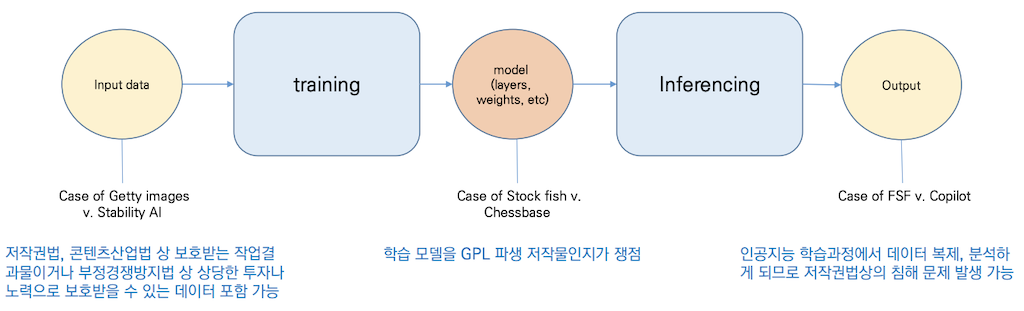 Input data
training
model
(layers,
weights, etc)
Inferencing
Output
Case of Getty images
v. Stability AI
Case of Stock fish v.
Chessbase
Case of FSF v. Copilot
저작권법, 콘텐츠산업법 상 보호받는 작업결
과물이거나 부정경쟁방지법 상 상당한 투자나
노력으로 보호받을 수 있는 데이터 포함 가능
학습 모델을 GPL 파생 저작물인지가 쟁점
인공지능 학습과정에서 데이터 복제, 분석하
게 되므로 저작권법상의 침해 문제 발생 가능